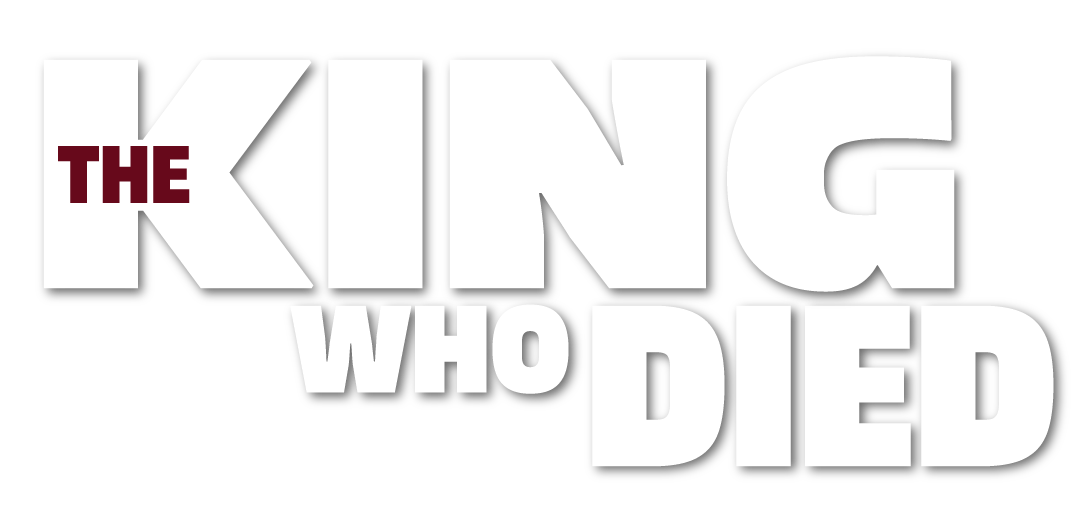 THE KING
WHO DIED